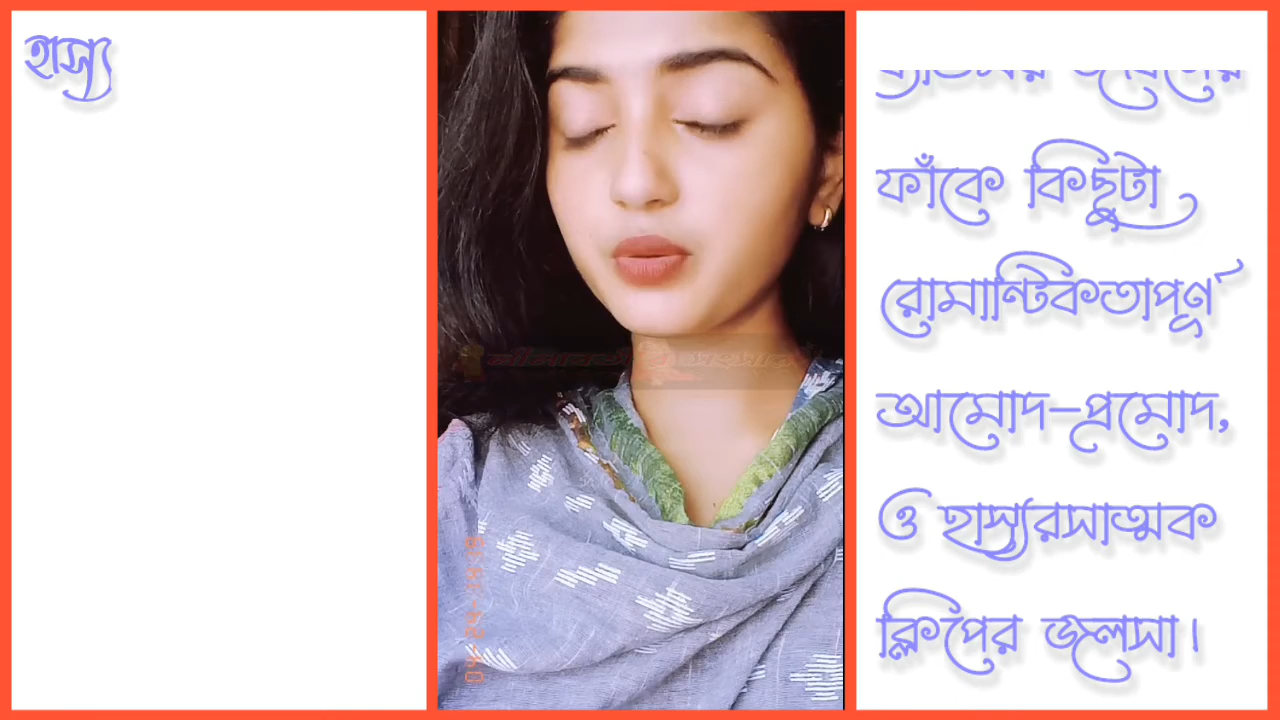 হাস্য
ফাঁকে কিছুটা
রোমান্টিকতাপূর্ণ
আমোদ-প্রমোদ,
ও হাস্যরসাত্মক
ক্লিপের জলসা।